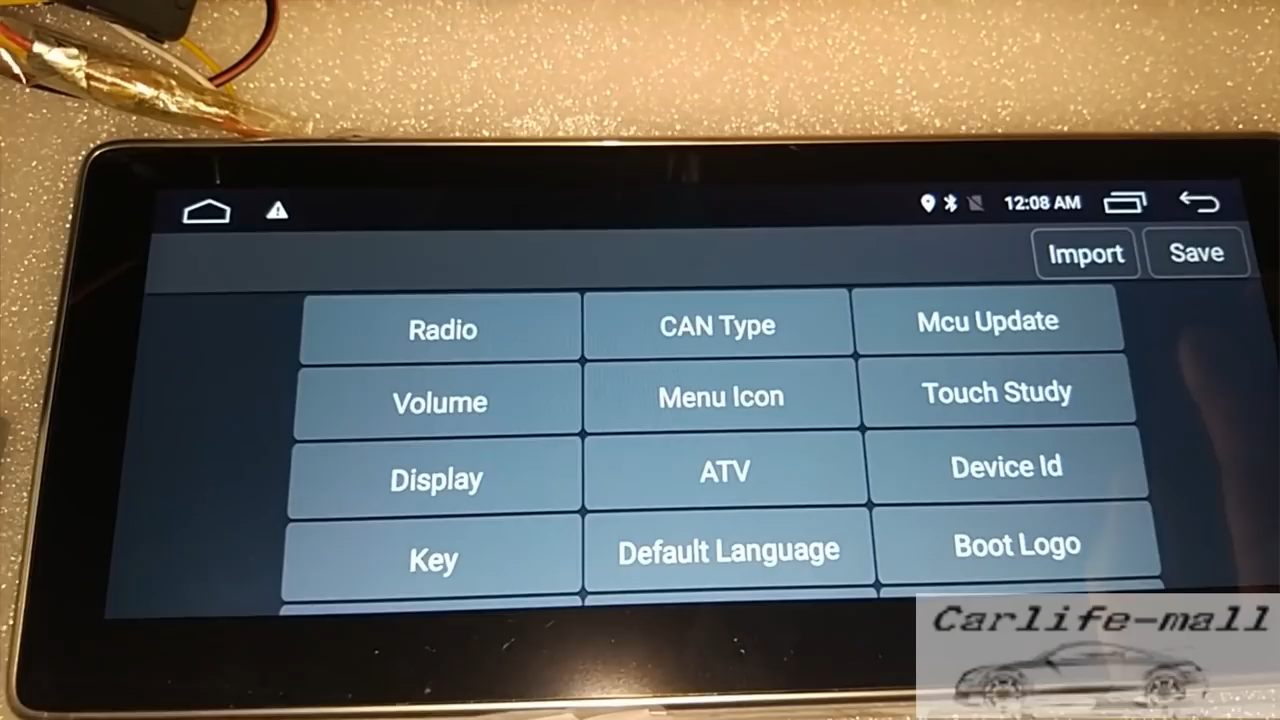 12:08 AM
Import
Save
Radio
CAN Type
Mcu Update
Volume
Menu Icon
Touch Study
Display
ATV
Device Id
Key
Default Language
Boot Logo
Carlife-mall